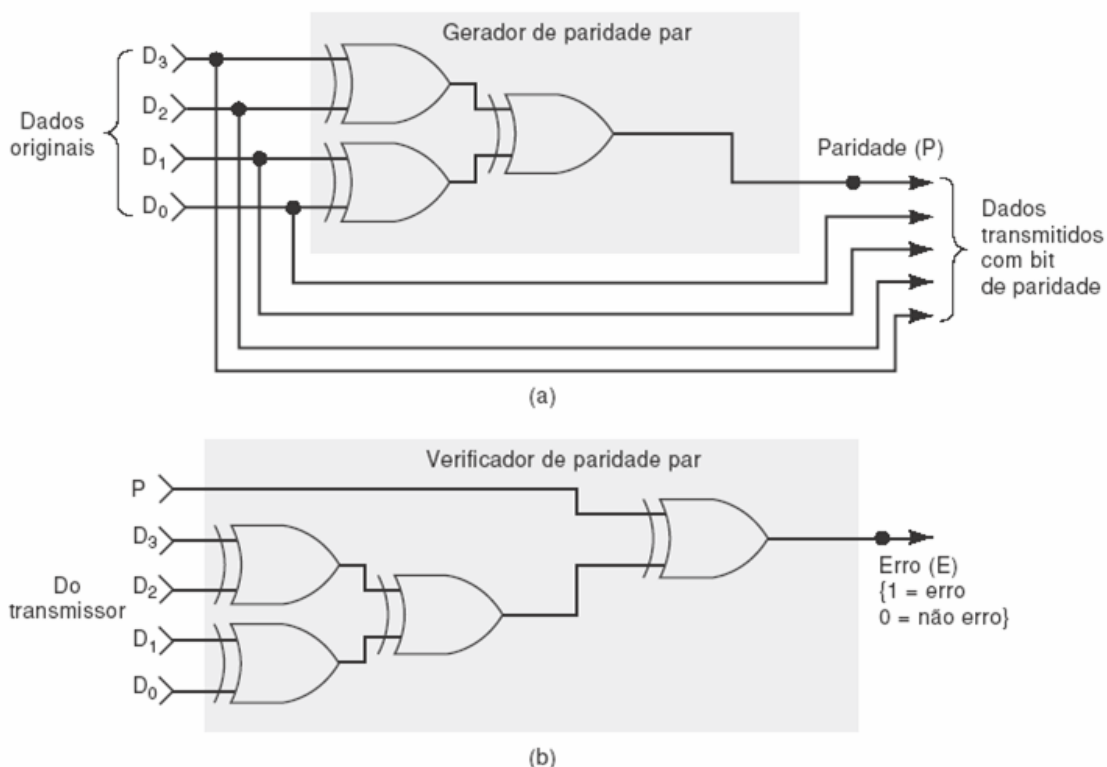 Gerador de paridade par
D3
D2
D1
D0
Dados
originais
Paridade (P)
Dados
transmitidos
com bit
de paridade
(a)
Verificador de paridade par
P
D3
D2
D1
D0
Do
transmissor
Erro (E)
{1 = erro
0 = não erro}
(b)